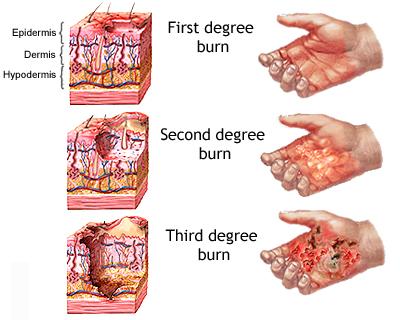 Epidermis
Dermis
Hypodermis
First degree
burn
Second degree
burn
Third degree
burn